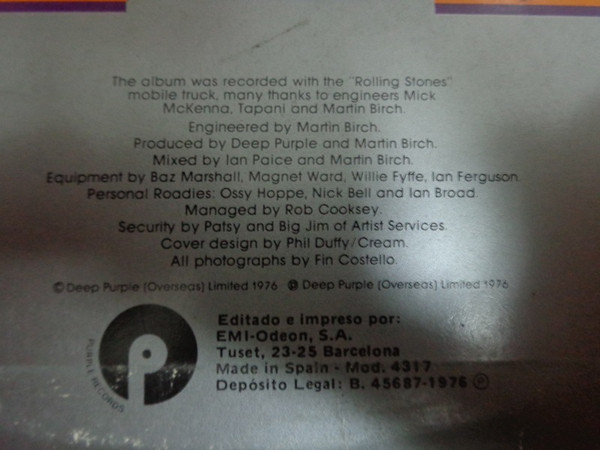 The album was recorded with the "Rolling Stones"
mobile truck, many thanks to engineers Mick
McKenna, Tapani and Martin Birch.
Engineered by Martin Birch.
Produced by Deep Purple and Martin Birch.
Mixed by Ian Paice and Martin Birch.
Equipment by Baz Marshall, Magnet Ward, Willie Fyffe, Ian Ferguson.
Personal Roadies: Ossy Hoppe, Nick Bell and Ian Broad.
Managed by Rob Cooksey.
Security by Patsy and Big Jim of Artist Services.
Cover design by Phil Duffy/Cream.
All photographs by Fin Costello.
© Deep Purple (Overseas) Limited 1976 ℗ Deep Purple (Overseas) Limited 1976
PURPLE RECORDS
Editado e impreso por:
EMI-Odeon, S.A.
Tuset, 23-25 Barcelona
Made in Spain - Mod. 4317
Depósito Legal: B. 45687-1976 ℗